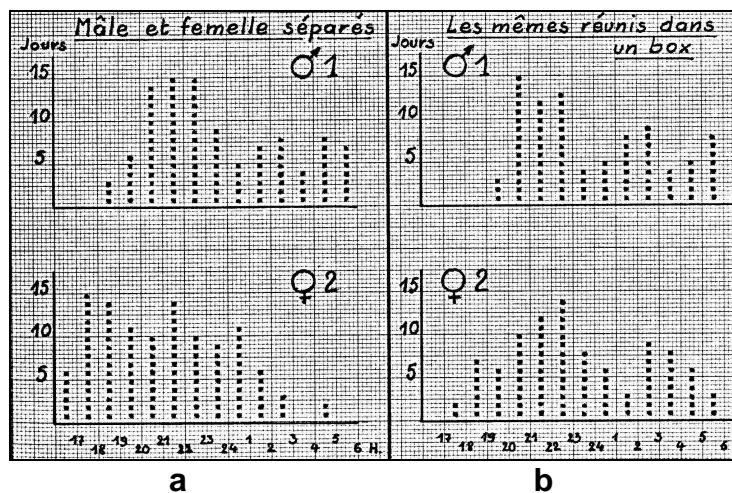 Mâle et femelle séparés
Jours
♂1
15
10
5
♀2
15
10
5
17 18 19 20 21 22 23 24 1 2 3 4 5 6 H.
a
Les mêmes réunis dans
un box
Jours
♂1
15
10
5
♀2
15
10
5
17 18 19 20 21 22 23 24 1 2 3 4 5 6
b